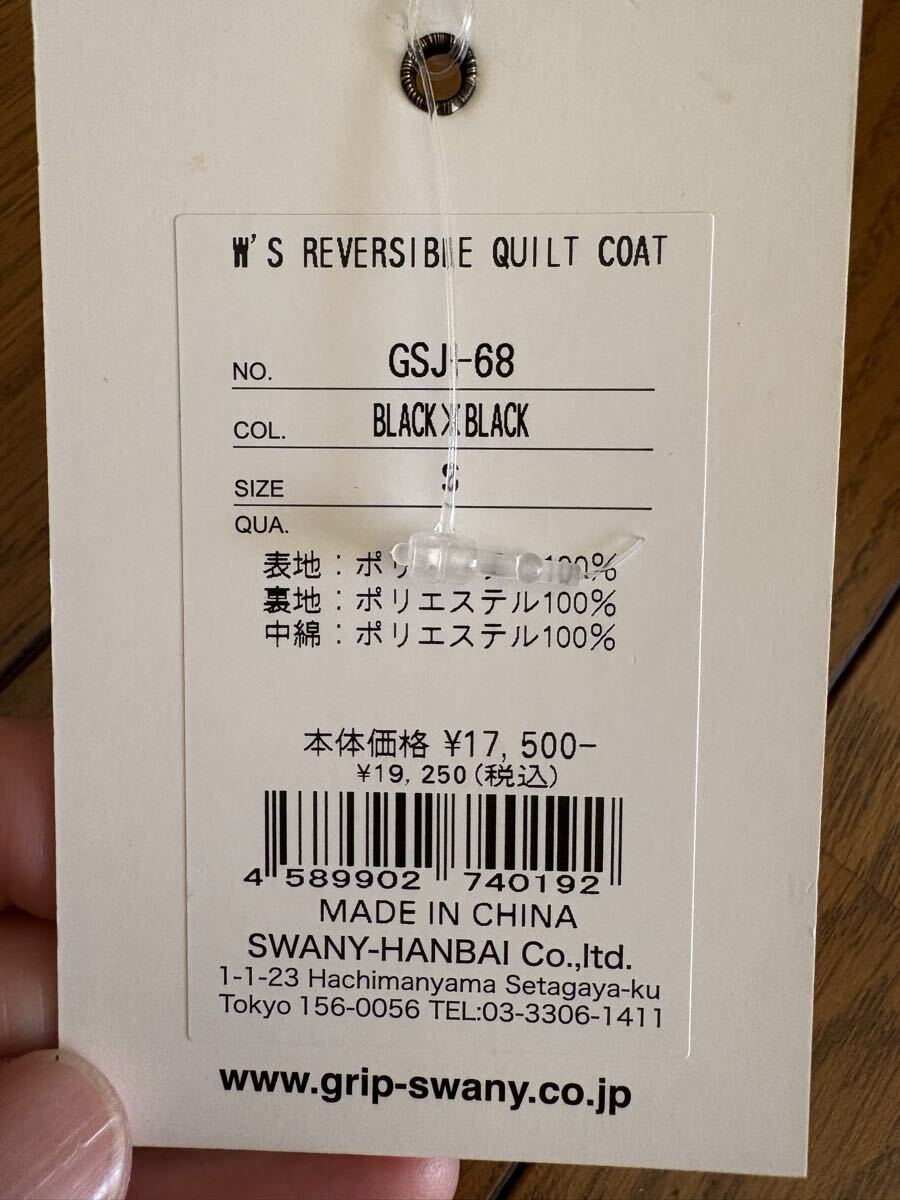 W'S REVERSIBLE QUILT COAT
NO. GSJ-68
COL. BLACK×BLACK
SIZE S
QUA.
表地：ポリ 100%
裏地：ポリエステル100%
中綿：ポリエステル100%
本体価格 ¥17,500-
¥19,250(税込)
4 589902 740192
MADE IN CHINA
SWANY-HANBAI Co.,ltd.
1-1-23 Hachimanyama Setagaya-ku
Tokyo 156-0056 TEL:03-3306-1411
www.grip-swany.co.jp